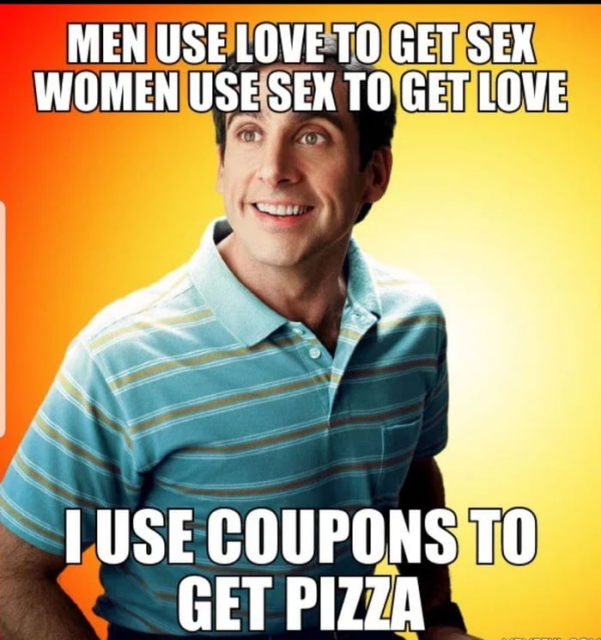 MEN USE LOVE TO GET SEX
WOMEN USE SEX TO GET LOVE
I USE COUPONS TO
GET PIZZA